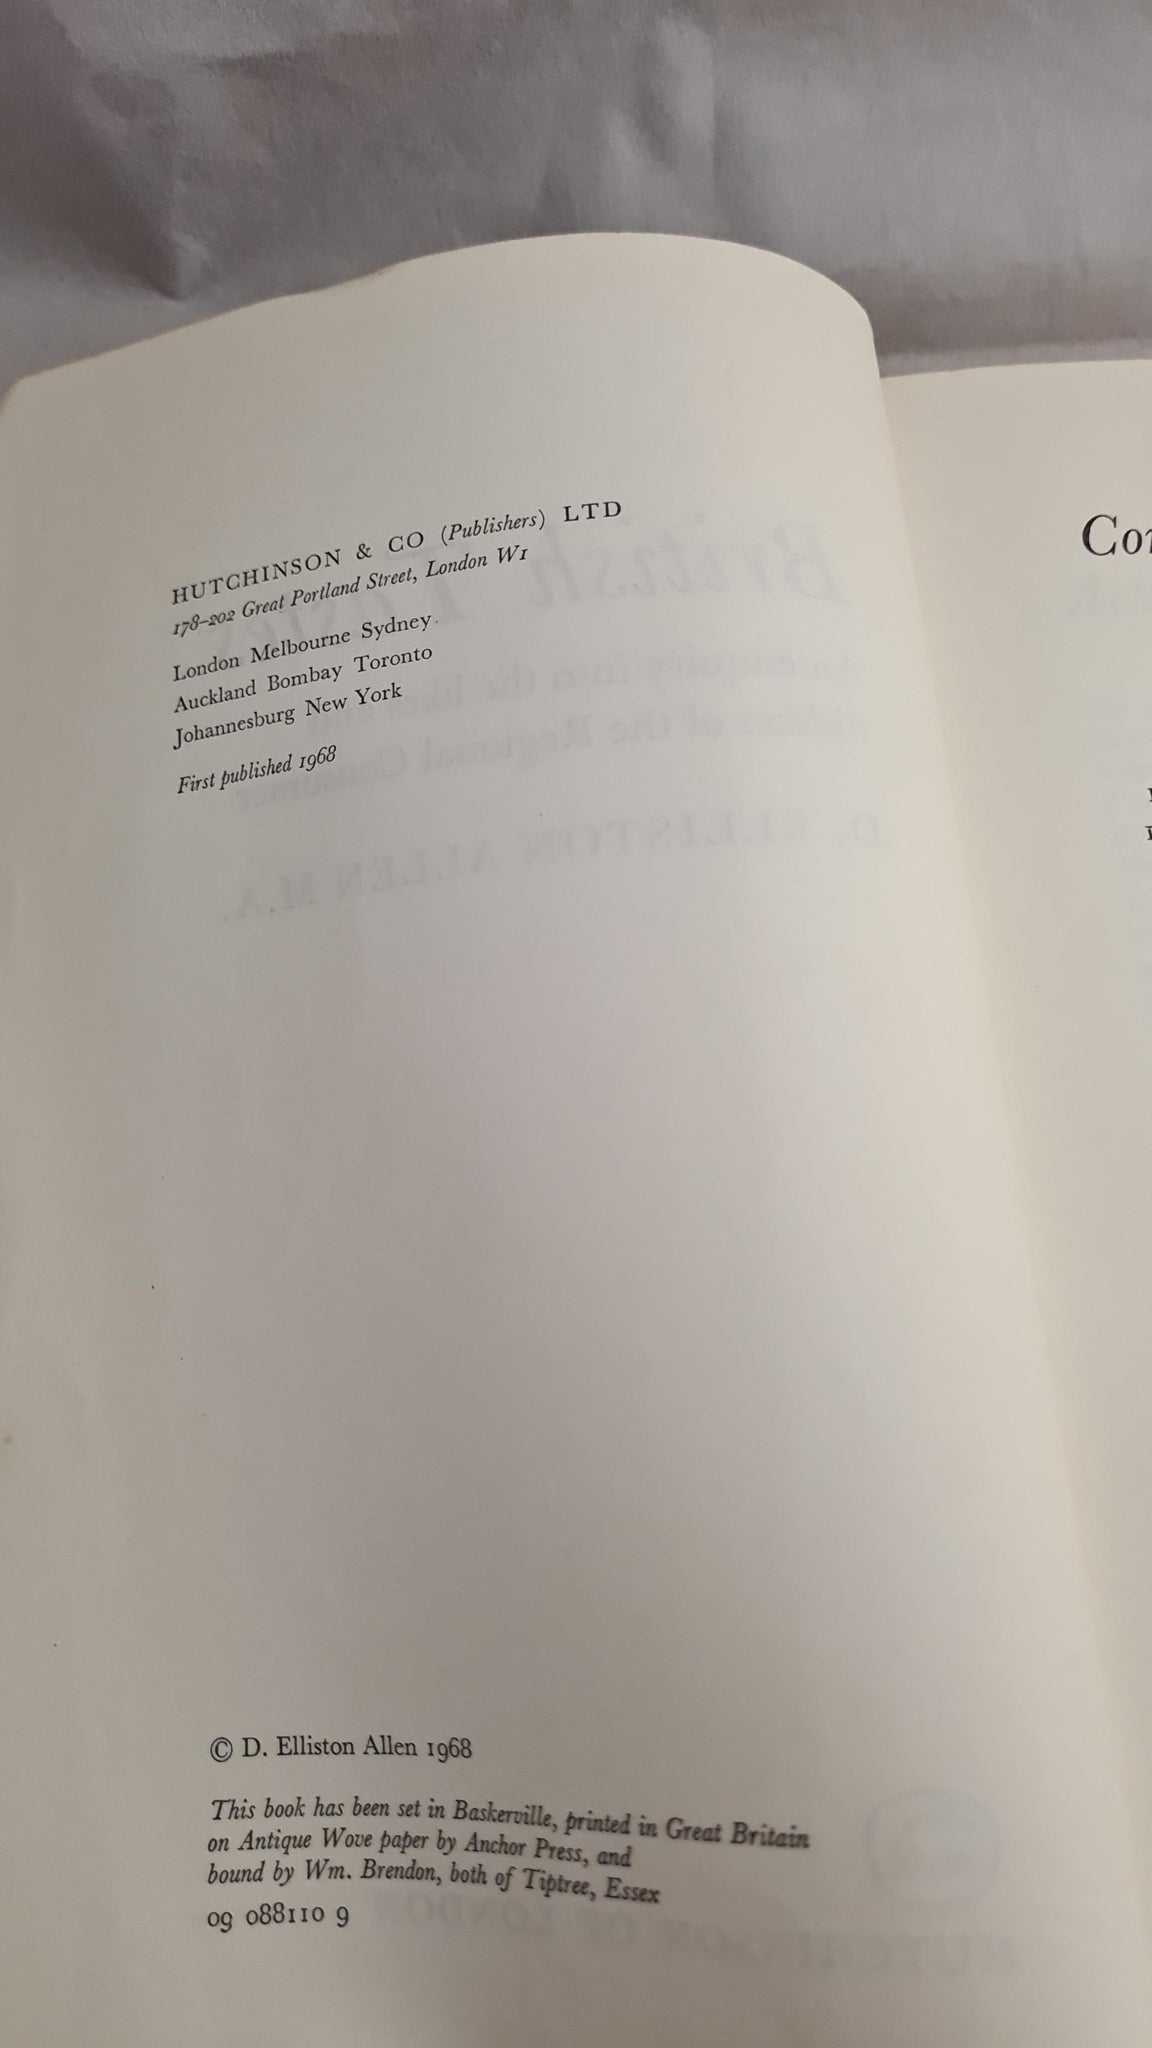 HUTCHINSON & CO (Publishers) LTD
178–202 Great Portland Street, London W1
London Melbourne Sydney
Auckland Bombay Toronto
Johannesburg New York
First published 1968
© D. Elliston Allen 1968
This book has been set in Baskerville, printed in Great Britain
on Antique Wove paper by Anchor Press, and
bound by Wm. Brendon, both of Tiptree, Essex
09 088110 9